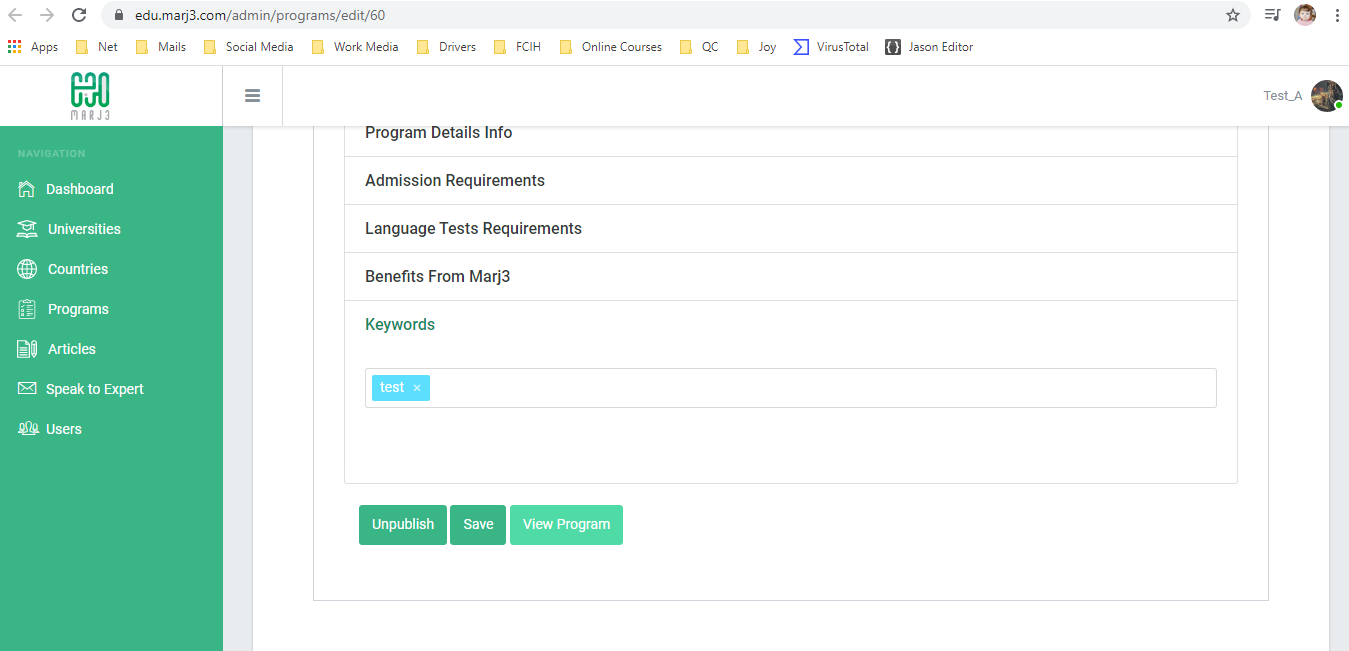 edu.marj3.com/admin/programs/edit/60
Apps Net Mails Social Media Work Media Drivers FCIH Online Courses QC Joy VirusTotal Jason Editor
MARJ3
Test_A
NAVIGATION
Dashboard
Universities
Countries
Programs
Articles
Speak to Expert
Users
Program Details Info
Admission Requirements
Language Tests Requirements
Benefits From Marj3
Keywords
test ×
Unpublish Save View Program